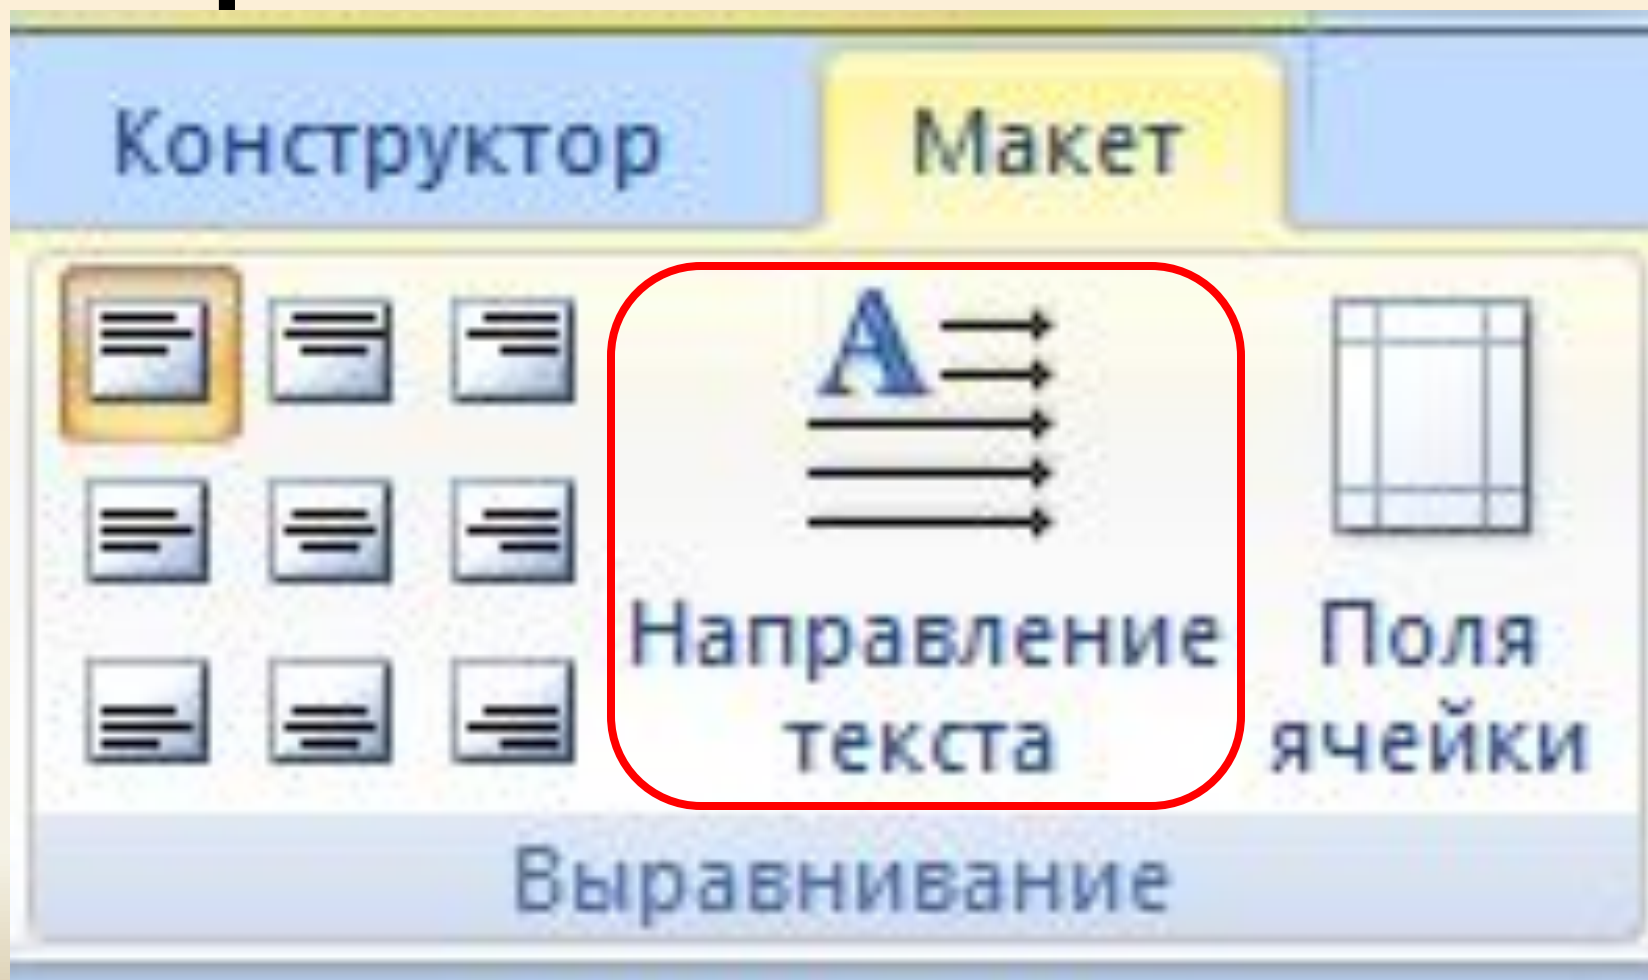 Конструктор Макет
Направление
текста
Поля
ячейки
Выравнивание